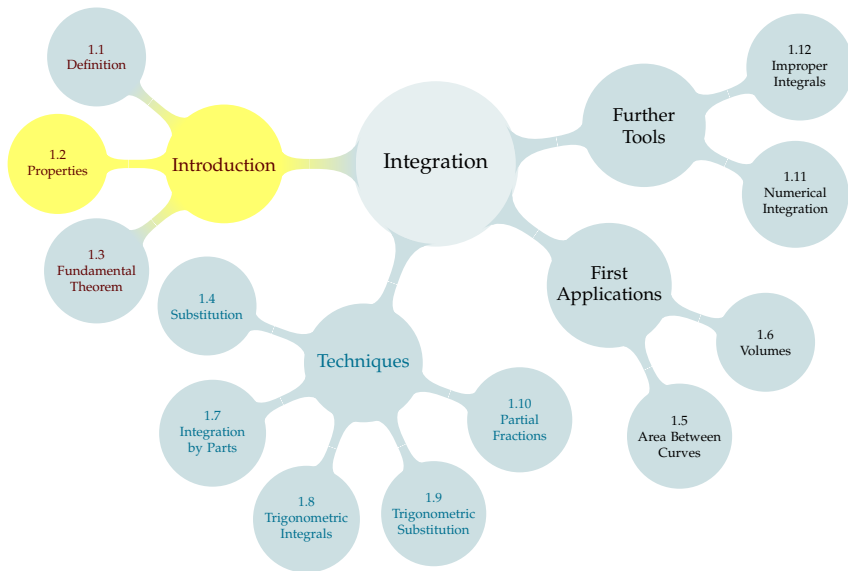 1.1
Definition
1.2
Properties
Introduction
1.3
Fundamental
Theorem
Integration
Further
Tools
1.12
Improper
Integrals
1.11
Numerical
Integration
First
Applications
1.6
Volumes
1.5
Area Between
Curves
Techniques
1.4
Substitution
1.7
Integration
by Parts
1.8
Trigonometric
Integrals
1.9
Trigonometric
Substitution
1.10
Partial
Fractions